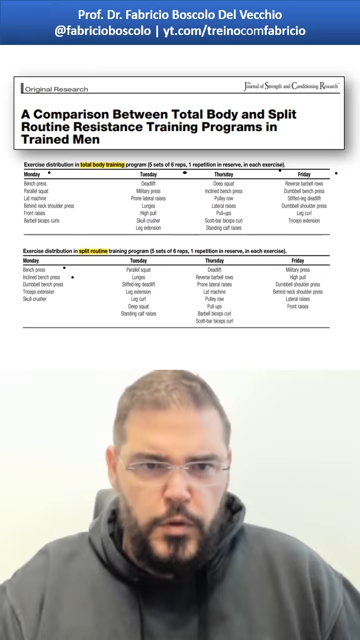 Prof. Dr. Fabricio Boscolo Del Vecchio
@fabricioboscolo | yt.com/treinocomfabricio
Original Research
Journal of Strength and Conditioning Research
A Comparison Between Total Body and Split
Routine Resistance Training Programs in
Trained Men
Exercise distribution in total body training program (5 sets of 6 reps, 1 repetition in reserve, in each exercise).
Monday Tuesday Thursday Friday
Bench press Deadlift Deep squat Reverse barbell rows
Parallel squat Military press Inclined bench press Dumbbell bench press
Lat machine Prone lateral raises Pulley row Stiffed-leg deadlift
Behind neck shoulder press Lunges Lateral raises Dumbbell shoulder press
Front raises High pull Pull-ups Leg curl
Barbell biceps curls Skull crusher Scott-bar biceps curl Triceps extension
Leg extension Standing calf raises
Exercise distribution in split routine training program (5 sets of 6 reps, 1 repetition in reserve, in each exercise).
Monday Tuesday Thursday Friday
Bench press Parallel squat Deadlift Military press
Inclined bench press Lunges Reverse barbell rows High pull
Dumbbell bench press Stiffed-leg deadlift Prone lateral raises Dumbbell shoulder press
Triceps extension Leg extension Lat machine Behind neck shoulder press
Skull crusher Leg curl Pulley row Lateral raises
Deep squat Pull ups Front raises
Standing calf raises Barbell biceps curl
Scott-bar biceps curl